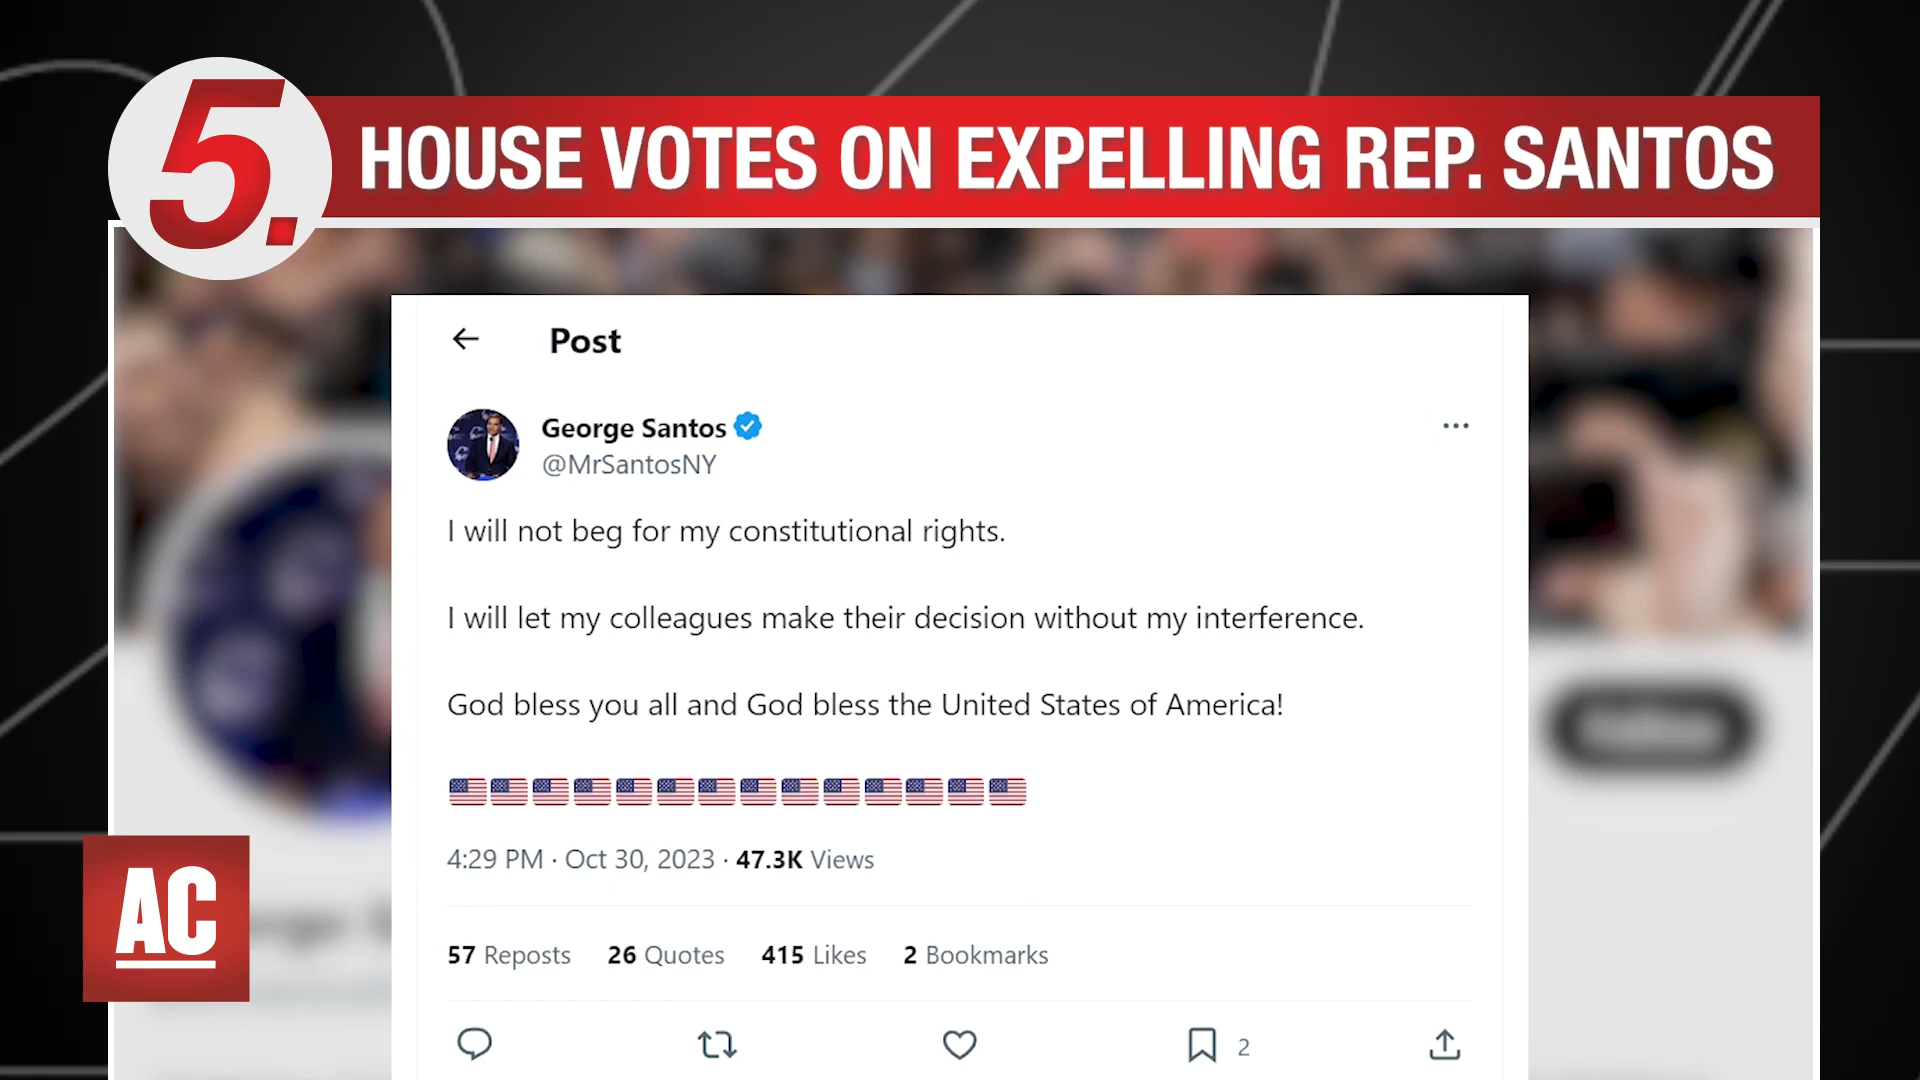 5.
HOUSE VOTES ON EXPELLING REP. SANTOS
Post
George Santos
@MrSantosNY
I will not beg for my constitutional rights.
I will let my colleagues make their decision without my interference.
God bless you all and God bless the United States of America!
4:29 PM · Oct 30, 2023 · 47.3K Views
57 Reposts 26 Quotes 415 Likes 2 Bookmarks
2
AC